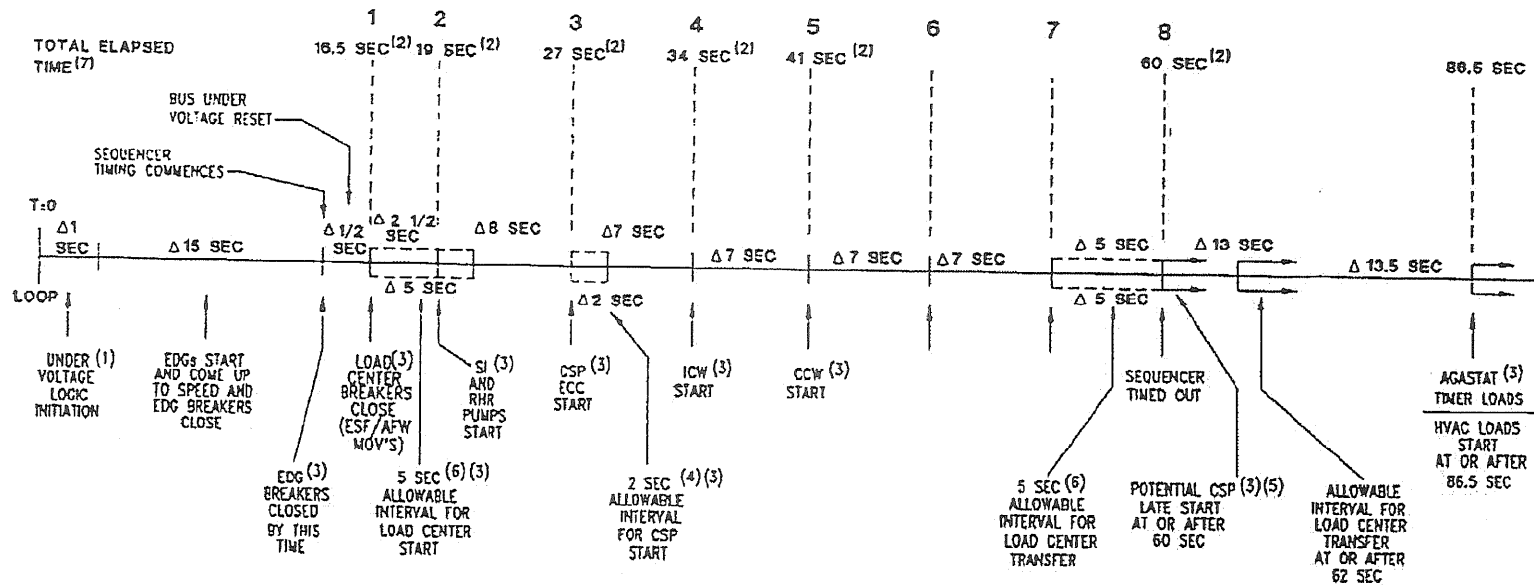 1
2
3
4
5
6
7
8
TOTAL ELAPSED
TIME(7)
16.5 SEC(2)
19 SEC(2)
27 SEC(2)
34 SEC(2)
41 SEC(2)
60 SEC(2)
86.5 SEC
BUS UNDER
VOLTAGE RESET
SEQUENCER
TIMING COMMENCES
T=0
Δ1
SEC
Δ 15 SEC
Δ 1/2
SEC
Δ 2 1/2
SEC
Δ 8 SEC
Δ7 SEC
Δ 7 SEC
Δ 7 SEC
Δ 7 SEC
Δ 5 SEC
Δ 13 SEC
Δ 13.5 SEC
LOOP
Δ 5 SEC
Δ2 SEC
Δ 5 SEC
UNDER (1)
VOLTAGE
LOGIC
INITIATION
EDGs START
AND COME UP
TO SPEED AND
EDG BREAKERS
CLOSE
EDG (3)
BREAKERS
CLOSED
BY THIS
TIME
LOAD(3)
CENTER
BREAKERS
CLOSE
(ESF/AFW
MOV'S)
5 SEC (6)(3)
ALLOWABLE
INTERVAL FOR
LOAD CENTER
START
SI (3)
AND
RHR
PUMPS
START
CSP (3)
ECC
START
2 SEC (4)(3)
ALLOWABLE
INTERVAL
FOR CSP
START
ICW (3)
START
CCW (3)
START
5 SEC (6)
ALLOWABLE
INTERVAL FOR
LOAD CENTER
TRANSFER
SEQUENCER
TIMED OUT
POTENTIAL CSP (3)(5)
LATE START
AT OR AFTER
60 SEC
ALLOWABLE
INTERVAL FOR
LOAD CENTER
TRANSFER
AT OR AFTER
62 SEC
AGASTAT (3)
TIMER LOADS
HVAC LOADS
START
AT OR AFTER
86.5 SEC